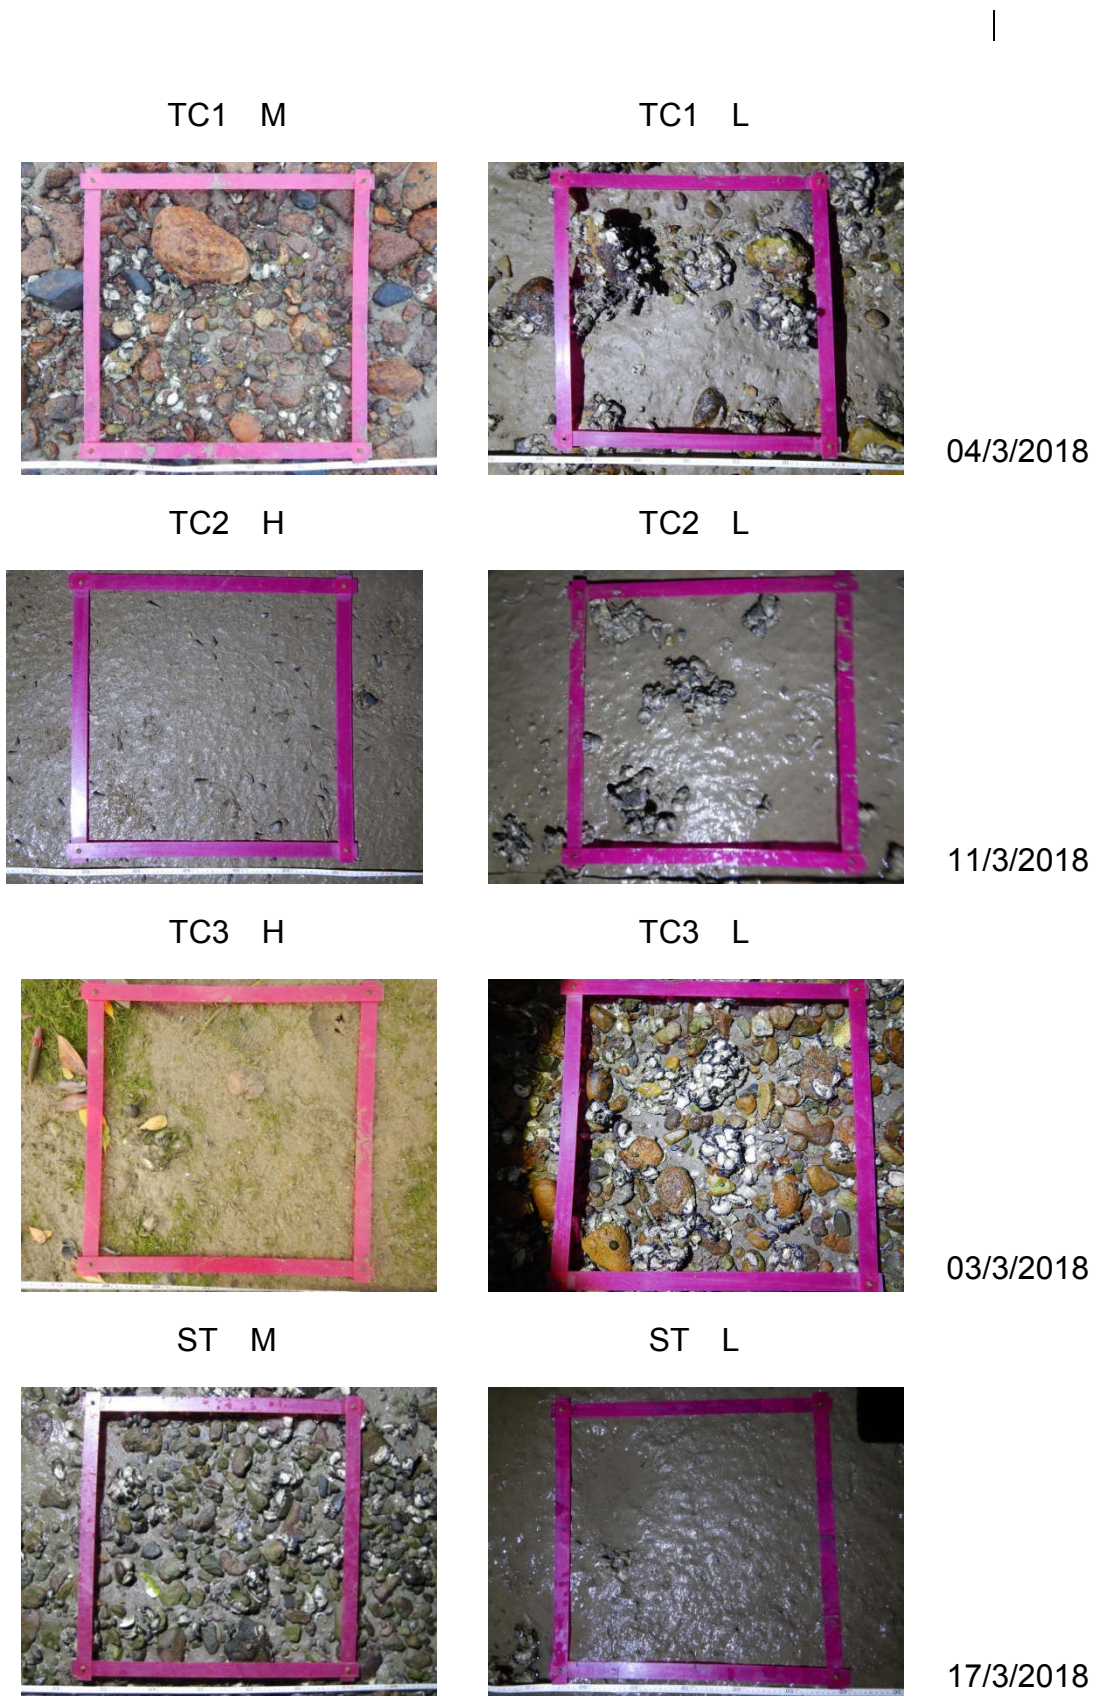 TC1 M
TC1 L
04/3/2018
TC2 H
TC2 L
11/3/2018
TC3 H
TC3 L
03/3/2018
ST M
ST L
17/3/2018